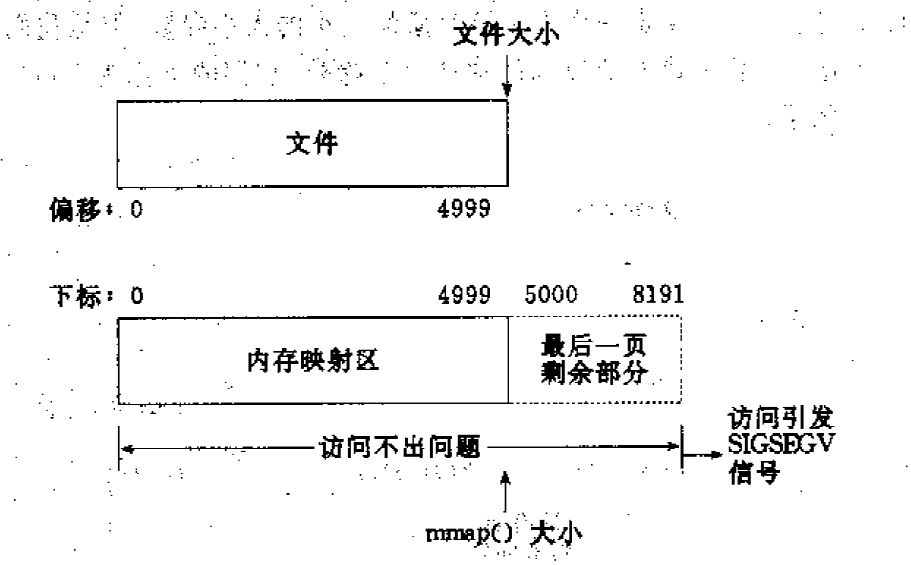 文件大小
文件
偏移: 0 4999
下标: 0 4999 5000 8191
内存映射区
最后一页
剩余部分
访问不出问题
访问引发
SIGSEGV
信号
mmap() 大小